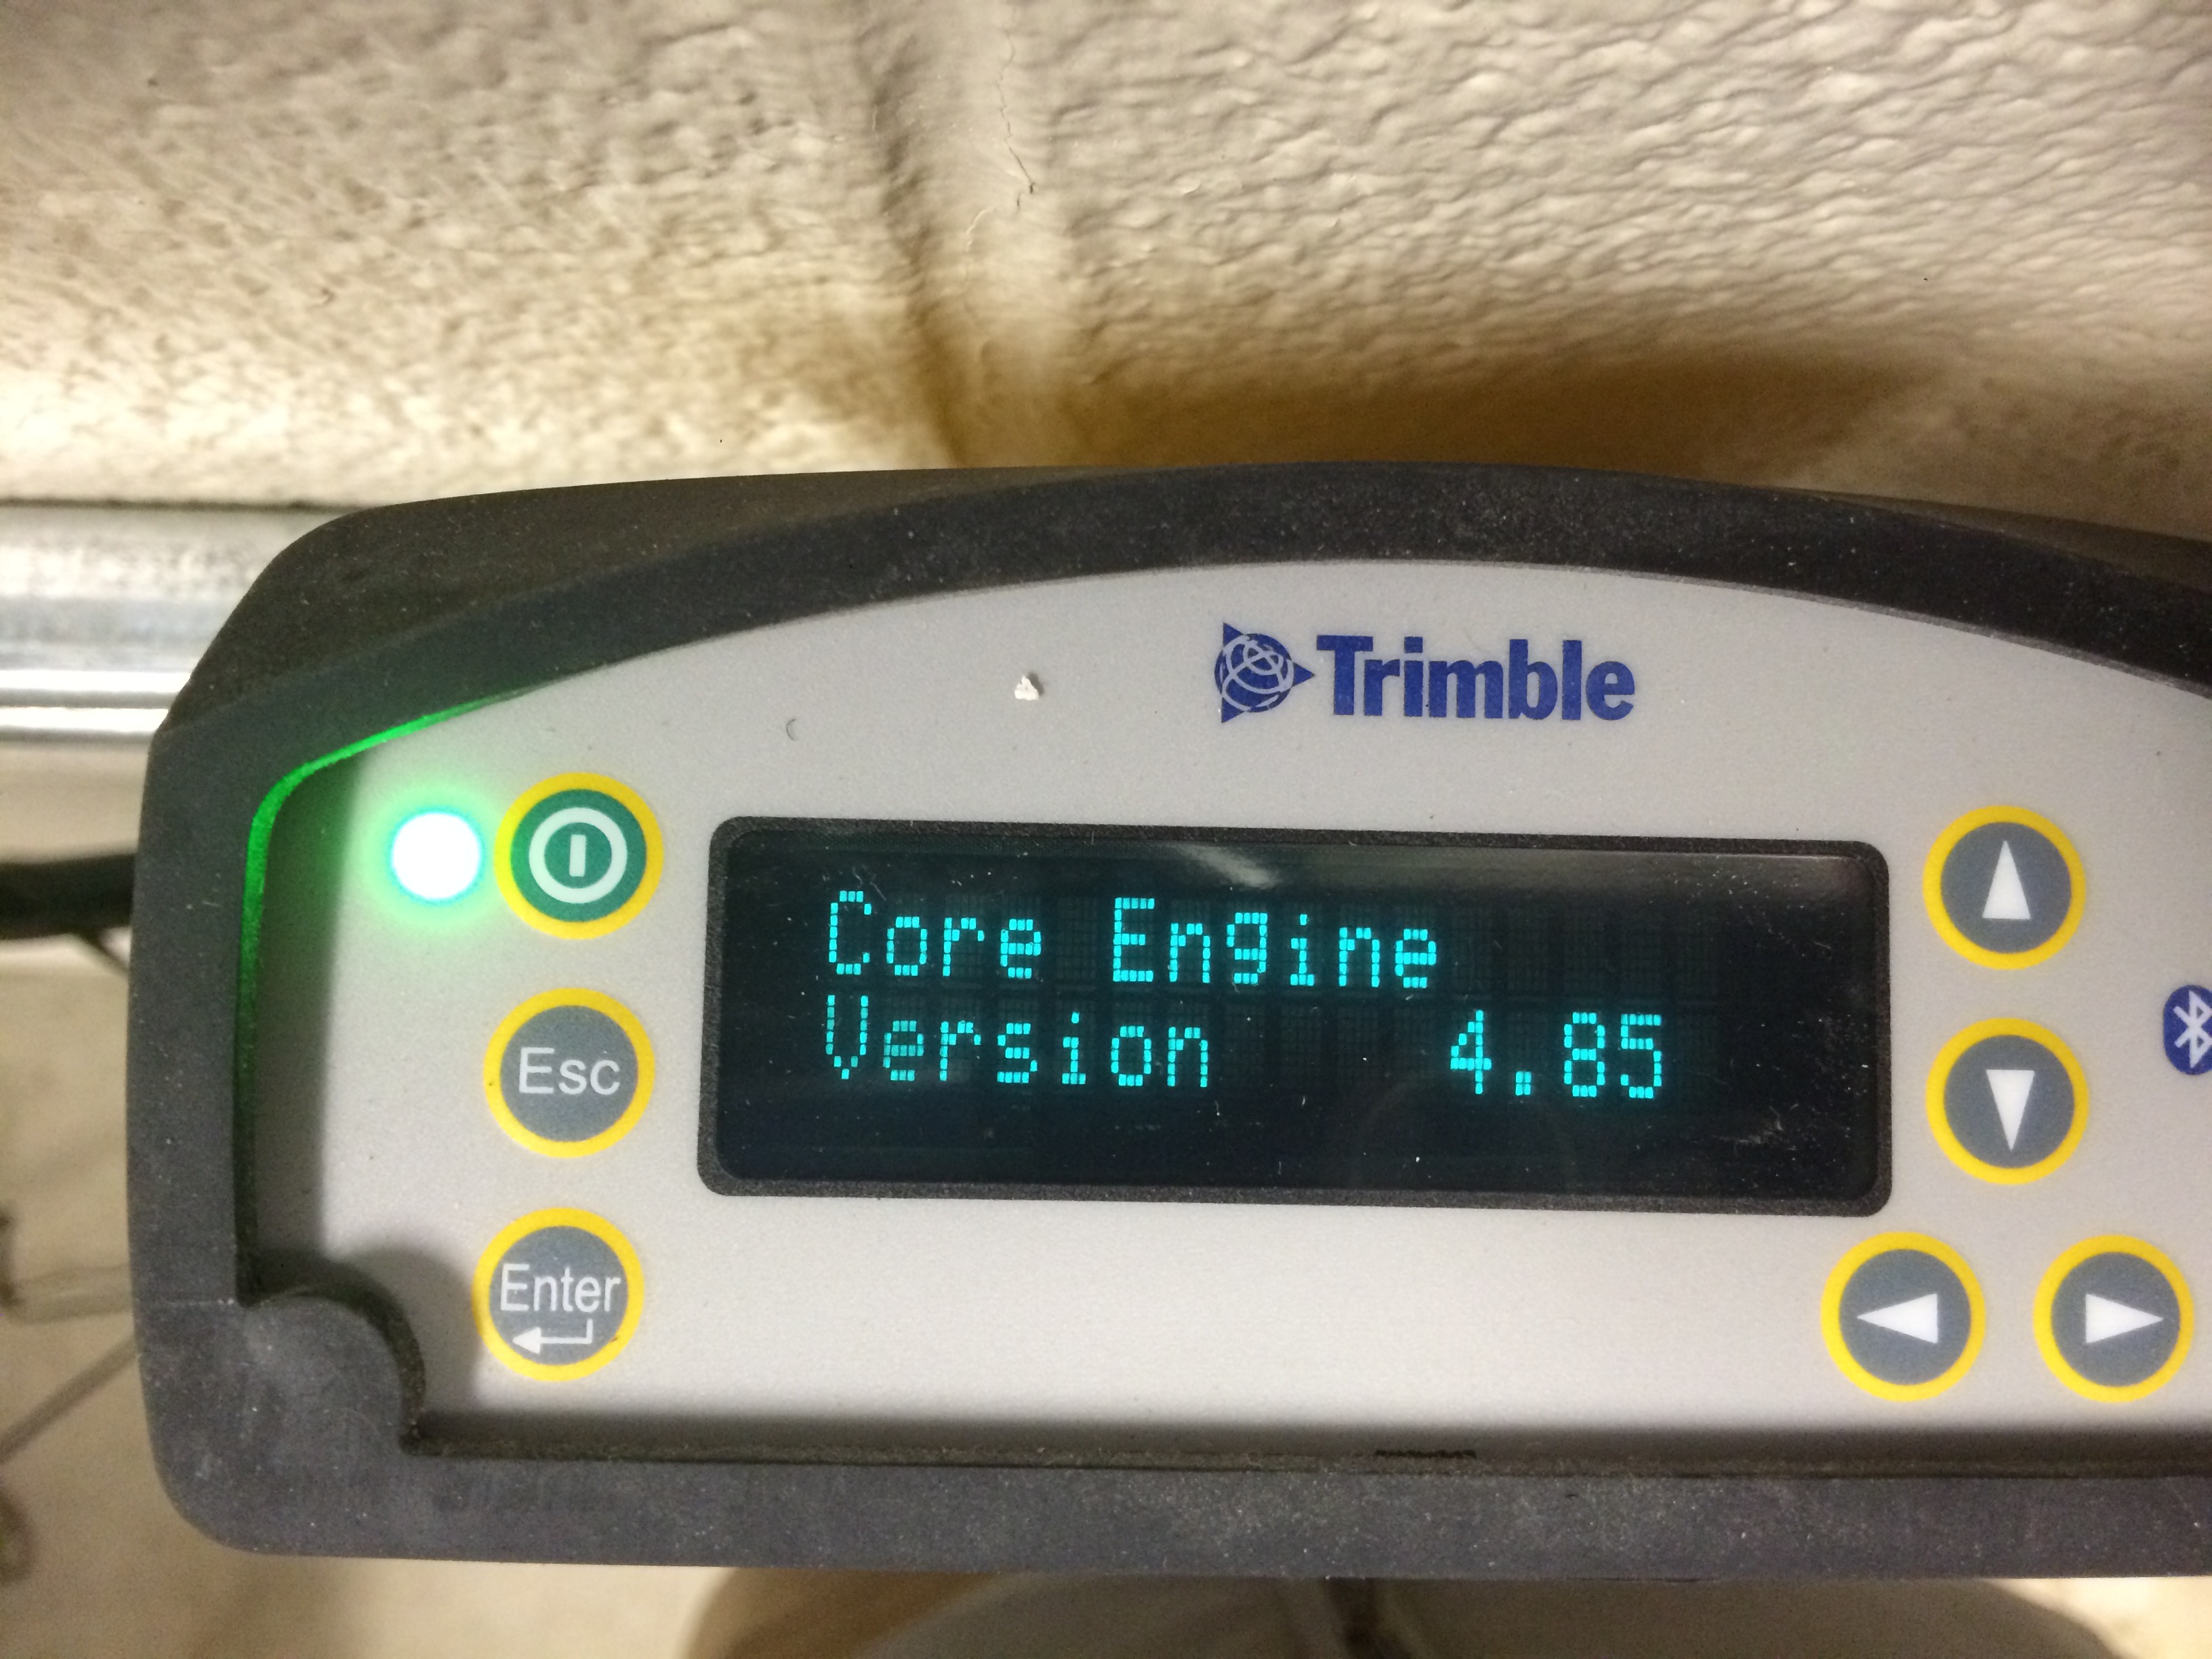 Trimble
Core Engine
Version 4.85
Esc
Enter